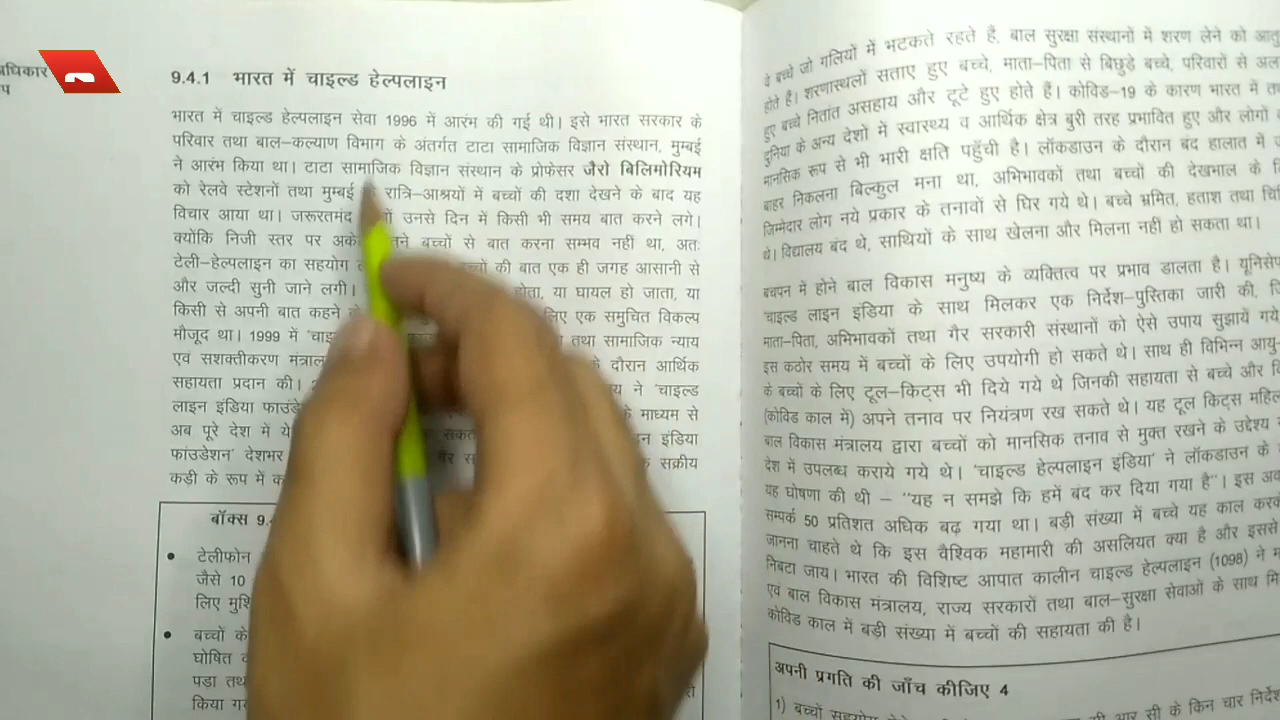 धिकार
प
9.4.1 भारत में चाइल्ड हेल्पलाइन
भारत में चाइल्ड हेल्पलाइन सेवा 1996 में आरंभ की गई थी। इसे भारत सरकार के
परिवार तथा बाल-कल्याण विभाग के अंतर्गत टाटा सामाजिक विज्ञान संस्थान, मुम्बई
ने आरंभ किया था। टाटा सामाजिक विज्ञान संस्थान के प्रोफेसर जैरो बिलिमोरियम
को रेलवे स्टेशनों तथा मुम्बई रात्रि-आश्रयों में बच्चों की दशा देखने के बाद यह
विचार आया था। जरूरतमंद उनसे दिन में किसी भी समय बात करने लगे।
क्योंकि निजी स्तर पर बच्चों से बात करना सम्भव नहीं था, अतः
टेली-हेल्पलाइन का सहयोग की बात एक ही जगह आसानी से
और जल्दी सुनी जाने लगी। होता, या घायल हो जाता, या
किसी से अपनी बात कहने लिए एक समुचित विकल्प
मौजूद था। 1999 में तथा सामाजिक न्याय
एवं सशक्तीकरण के दौरान आर्थिक
सहायता प्रदान की। ने 'चाइल्ड
लाइन इंडिया के माध्यम से
अब पूरे देश में इंडिया
फांउडेशन' देशभर सक्रीय
कड़ी के रूप में
बॉक्स
• टेलीफोन
जैसे 10
लिए
• बच्चों के
घोषित
पड़ा तथा
किया
वे बच्चे जो गलियों में भटकते रहते हैं, बाल सुरक्षा संस्थानों में शरण लेने को
होते हैं। शरणास्थलों सताए हुए बच्चे, माता-पिता से बिछुड़े बच्चे, परिवारों से
हुए बच्चे नितांत असहाय और टूटे हुए होते हैं। कोविड-19 के कारण भारत में
दुनिया के अन्य देशों में स्वास्थ्य व आर्थिक क्षेत्र बुरी तरह प्रभावित हुए और लोगों
मानसिक रूप से भी भारी क्षति पहुँची है। लॉकडाउन के दौरान बंद हालात में
बाहर निकलना बिल्कुल मना था, अभिभावकों तथा बच्चों की देखभाल के
जिम्मेदार लोग नये प्रकार के तनावों से घिर गये थे। बच्चे भ्रमित, हताश तथा
थे। विद्यालय बंद थे, साथियों के साथ खेलना और मिलना नहीं हो सकता था।
बचपन में होने बाल विकास मनुष्य के व्यक्तित्व पर प्रभाव डालता है।
'चाइल्ड लाइन इंडिया के साथ मिलकर एक निर्देश-पुस्तिका जारी की,
माता-पिता, अभिभावकों तथा गैर सरकारी संस्थानों को ऐसे उपाय सुझायें गये
इस कठोर समय में बच्चों के लिए उपयोगी हो सकते थे। साथ ही विभिन्न आयु-
के बच्चों के लिए टूल-किट्स भी दिये गये थे जिनकी सहायता से बच्चे और
(कोविड काल में) अपने तनाव पर नियंत्रण रख सकते थे। यह टूल किट्स
बाल विकास मंत्रालय द्वारा बच्चों को मानसिक तनाव से मुक्त रखने के उद्देश्य
देश में उपलब्ध कराये गये थे। 'चाइल्ड हेल्पलाइन इंडिया' ने लॉकडाउन के
यह घोषणा की थी – "यह न समझे कि हमें बंद कर दिया गया है"। इस
सम्पर्क 50 प्रतिशत अधिक बढ़ गया था। बड़ी संख्या में बच्चे यह काल
जानना चाहते थे कि इस वैश्विक महामारी की असलियत क्या है और इससे
निबटा जाय। भारत की विशिष्ट आपात कालीन चाइल्ड हेल्पलाइन (1098) ने
एवं बाल विकास मंत्रालय, राज्य सरकारों तथा बाल-सुरक्षा सेवाओं के साथ
कोविड काल में बड़ी संख्या में बच्चों की सहायता की है।
अपनी प्रगति की जाँच कीजिए 4
1) बच्चों आर सी के किन चार